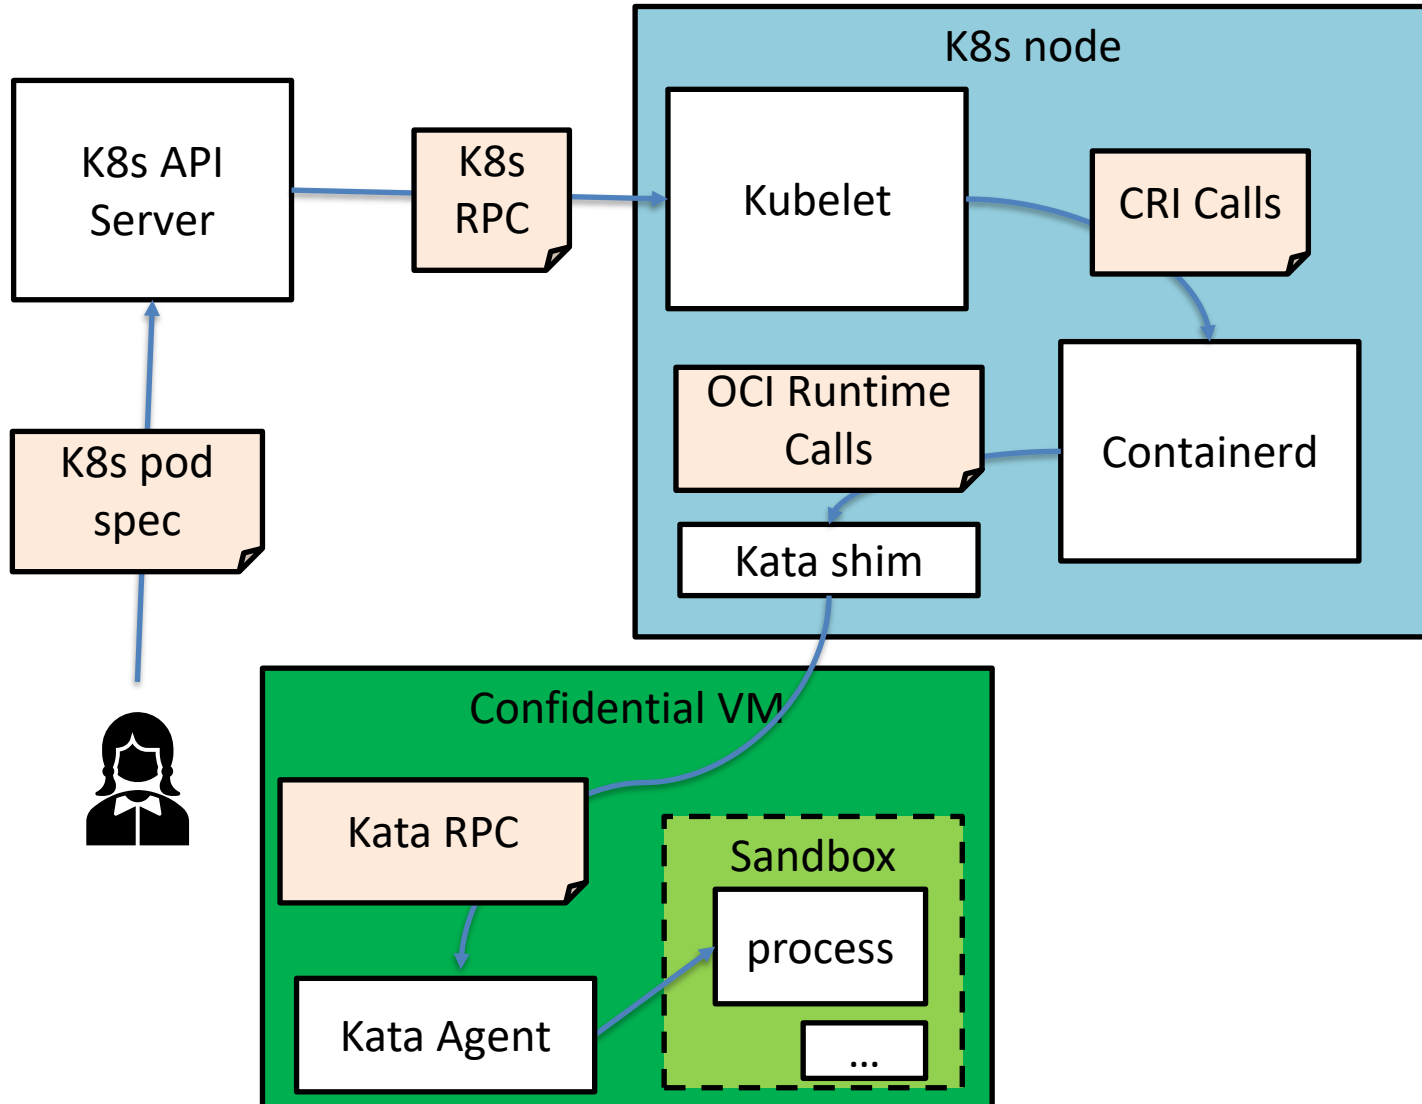 K8s node
K8s API
Server
K8s
RPC
Kubelet
CRI Calls
OCI Runtime
Calls
Containerd
K8s pod
spec
Kata shim
Confidential VM
Kata RPC
Sandbox
process
Kata Agent
...